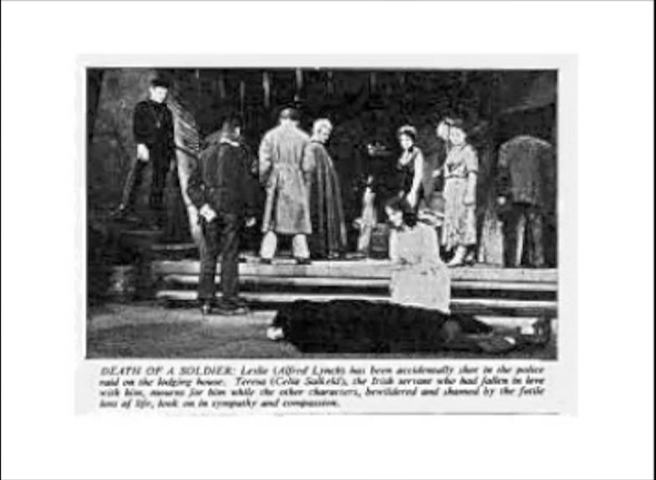 DEATH OF A SOLDIER: Leslie (Alfred Lynch) has been accidentally shot in the police
raid on the lodging house. Teresa (Celia Salkeld), the Irish servant who had fallen in love
with him, mourns for him while the other characters, bewildered and shamed by the futile
loss of life, look on in sympathy and compassion.